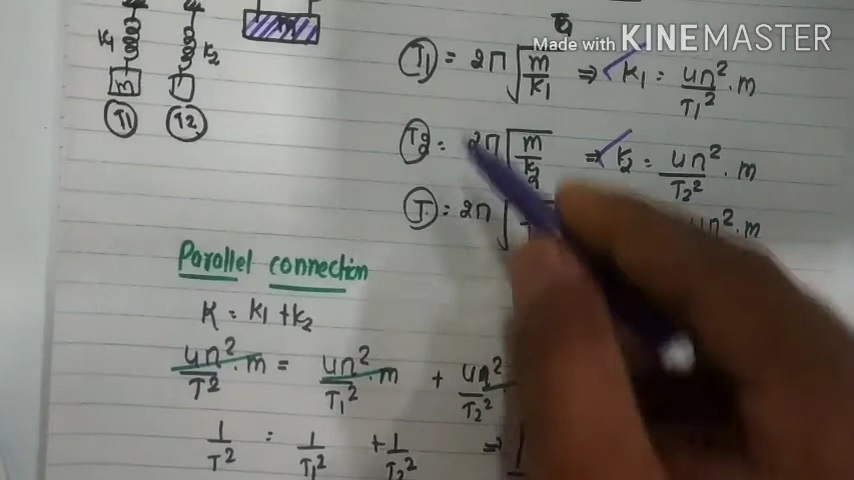 Made with KINEMASTER
K1 K2 m
T1 T2
T1 = 2π √m/K1 ⇒ K1 = 4π²/T1² . m
T2 = 2π √m/K2 ⇒ K2 = 4π²/T2² . m
T = 2π √ 4π² . m
Parallel connection
K = K1 + K2
4π²/T² . m = 4π²/T1² . m + 4π²/T2²
1/T² = 1/T1² + 1/T2² ⇒